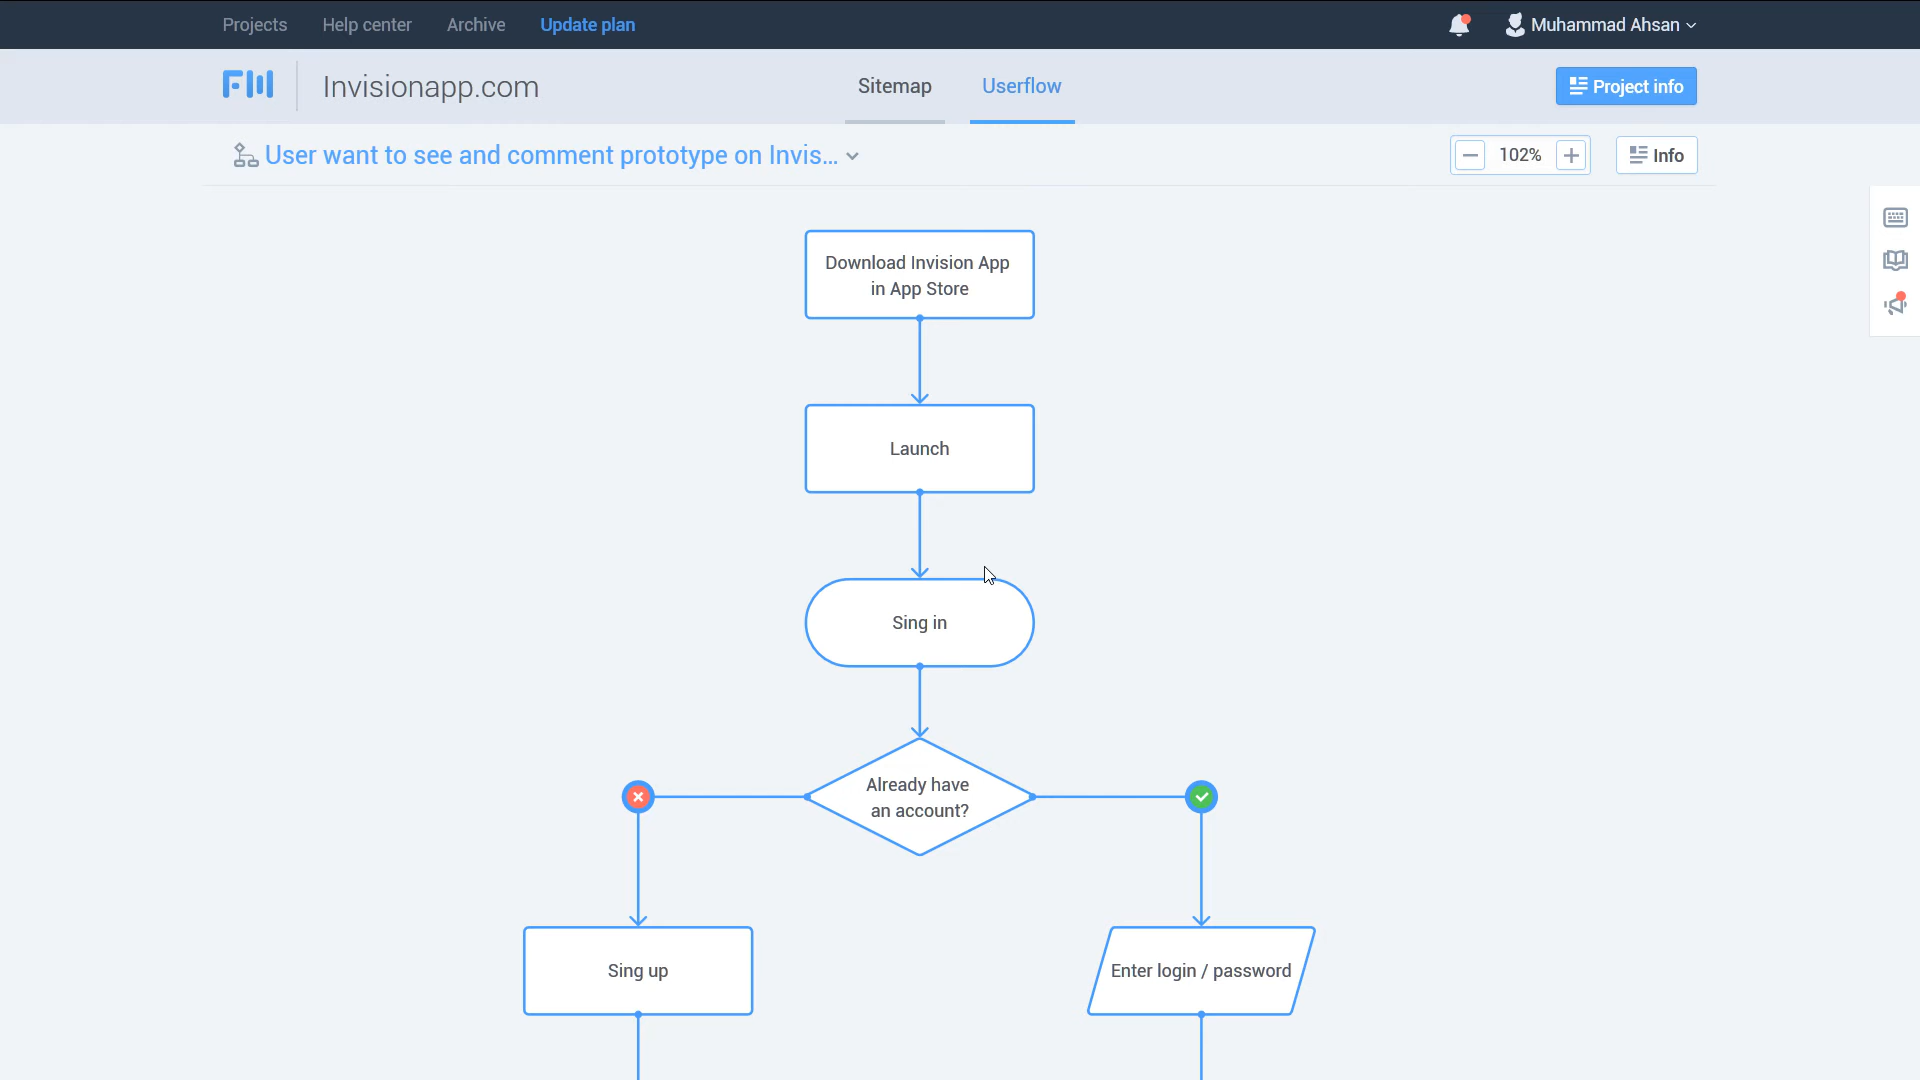 Projects
Help center
Archive
Update plan
Muhammad Ahsan
Invisionapp.com
Sitemap
Userflow
Project info
User want to see and comment prototype on Invis...
102%
Info
Download Invision App
in App Store
Launch
Sing in
Already have
an account?
Sing up
Enter login / password